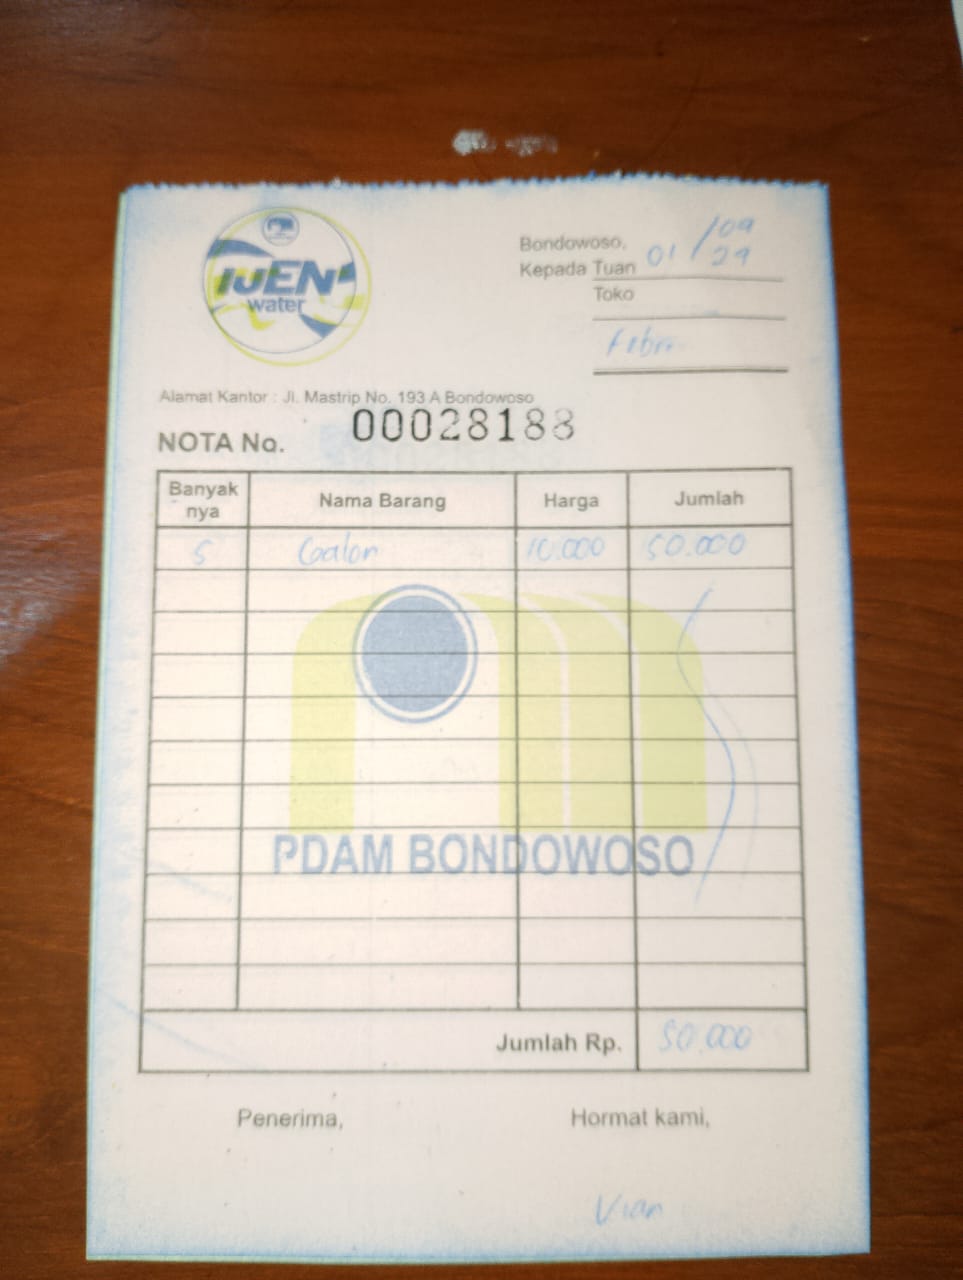 IJEN
water
Bondowoso, 01/09
Kepada Tuan
Toko
Febri
Alamat Kantor : Jl. Mastrip No. 193 A Bondowoso
NOTA No. 00028188
Banyak nya Nama Barang Harga Jumlah
5 Galon 10.000 50.000
PDAM BONDOWOSO
Jumlah Rp. 50.000
Penerima, Hormat kami,
Vian